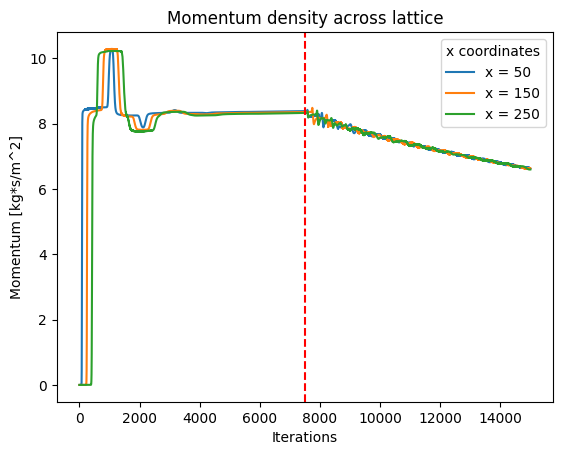 Momentum density across lattice
x coordinates
x = 50
x = 150
x = 250
Momentum [kg*s/m^2]
10
8
6
4
2
0
0 2000 4000 6000 8000 10000 12000 14000
Iterations